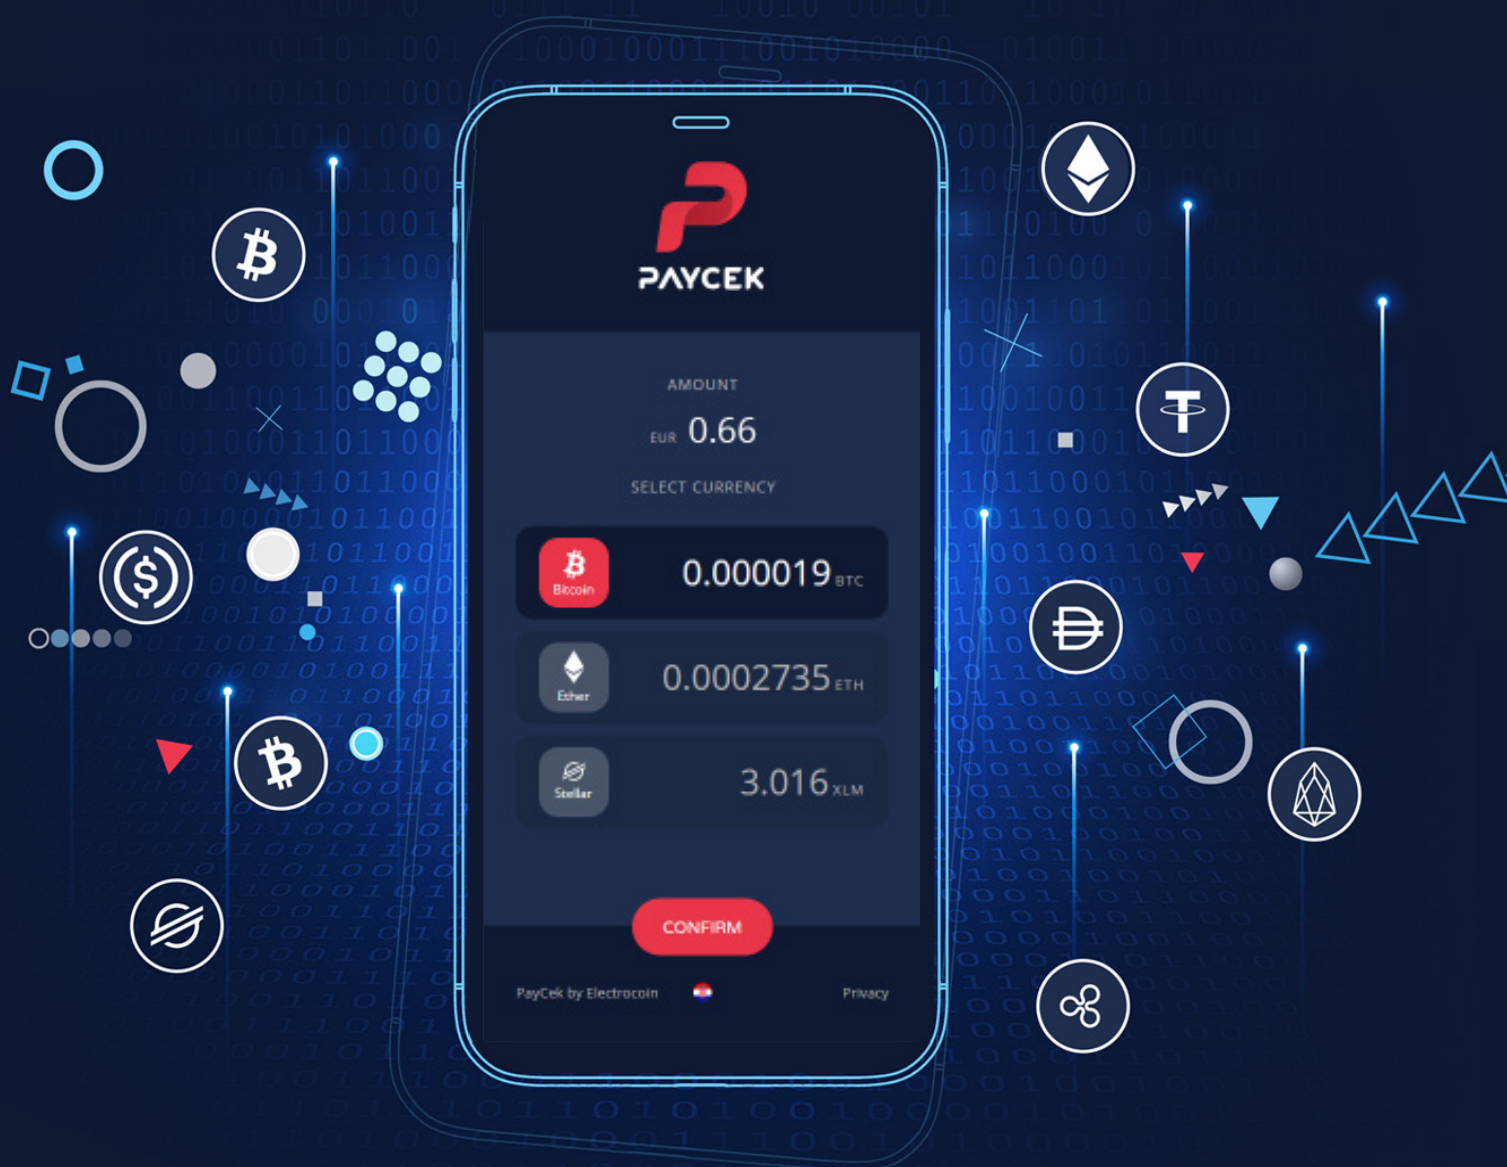 PAYCEK
AMOUNT
EUR 0.66
SELECT CURRENCY
Bitcoin
0.000019 BTC
Ether
0.0002735 ETH
Stellar
3.016 XLM
CONFIRM
PayCek by Electrocoin
Privacy